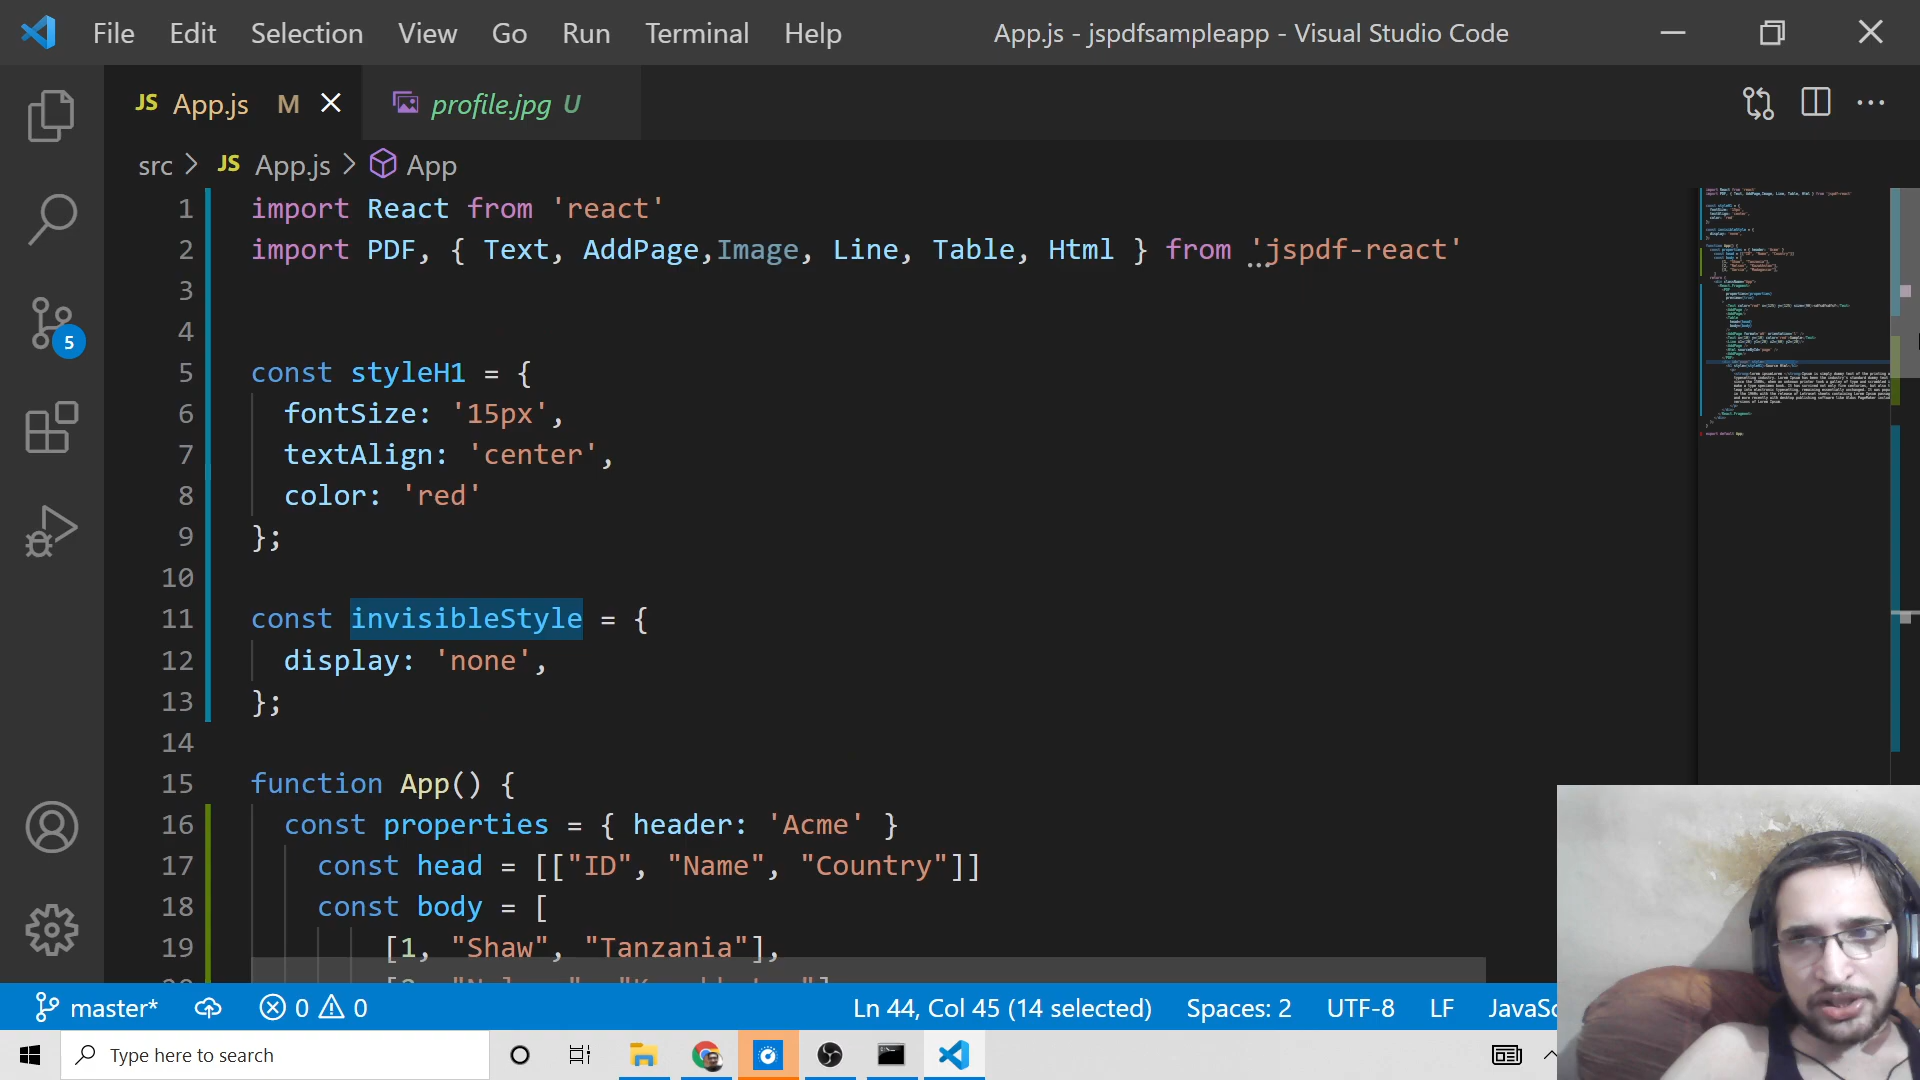 File Edit Selection View Go Run Terminal Help App.js - jspdfsampleapp - Visual Studio Code
JS App.js M profile.jpg U
src > JS App.js > App
1 import React from 'react'
2 import PDF, { Text, AddPage,Image, Line, Table, Html } from 'jspdf-react'
3
4
5 const styleH1 = {
6 fontSize: '15px',
7 textAlign: 'center',
8 color: 'red'
9 };
10
11 const invisibleStyle = {
12 display: 'none',
13 };
14
15 function App() {
16 const properties = { header: 'Acme' }
17 const head = [["ID", "Name", "Country"]]
18 const body = [
19 [1, "Shaw", "Tanzania"],
5
master* 0 0 Ln 44, Col 45 (14 selected) Spaces: 2 UTF-8 LF JavaSc
Type here to search